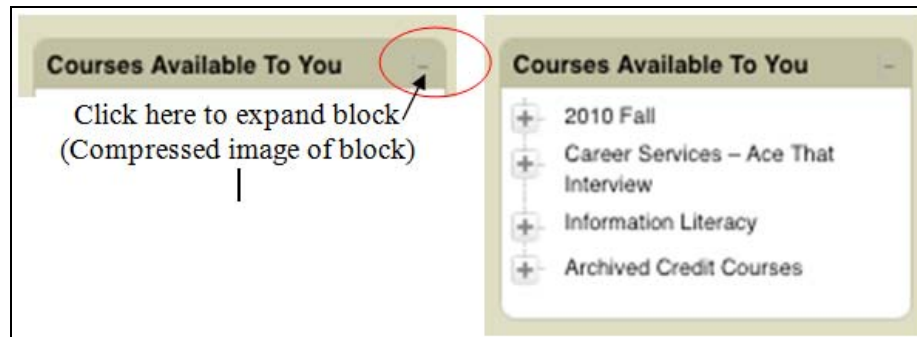 Courses Available To You
Click here to expand block
(Compressed image of block)
Courses Available To You
2010 Fall
Career Services – Ace That
Interview
Information Literacy
Archived Credit Courses